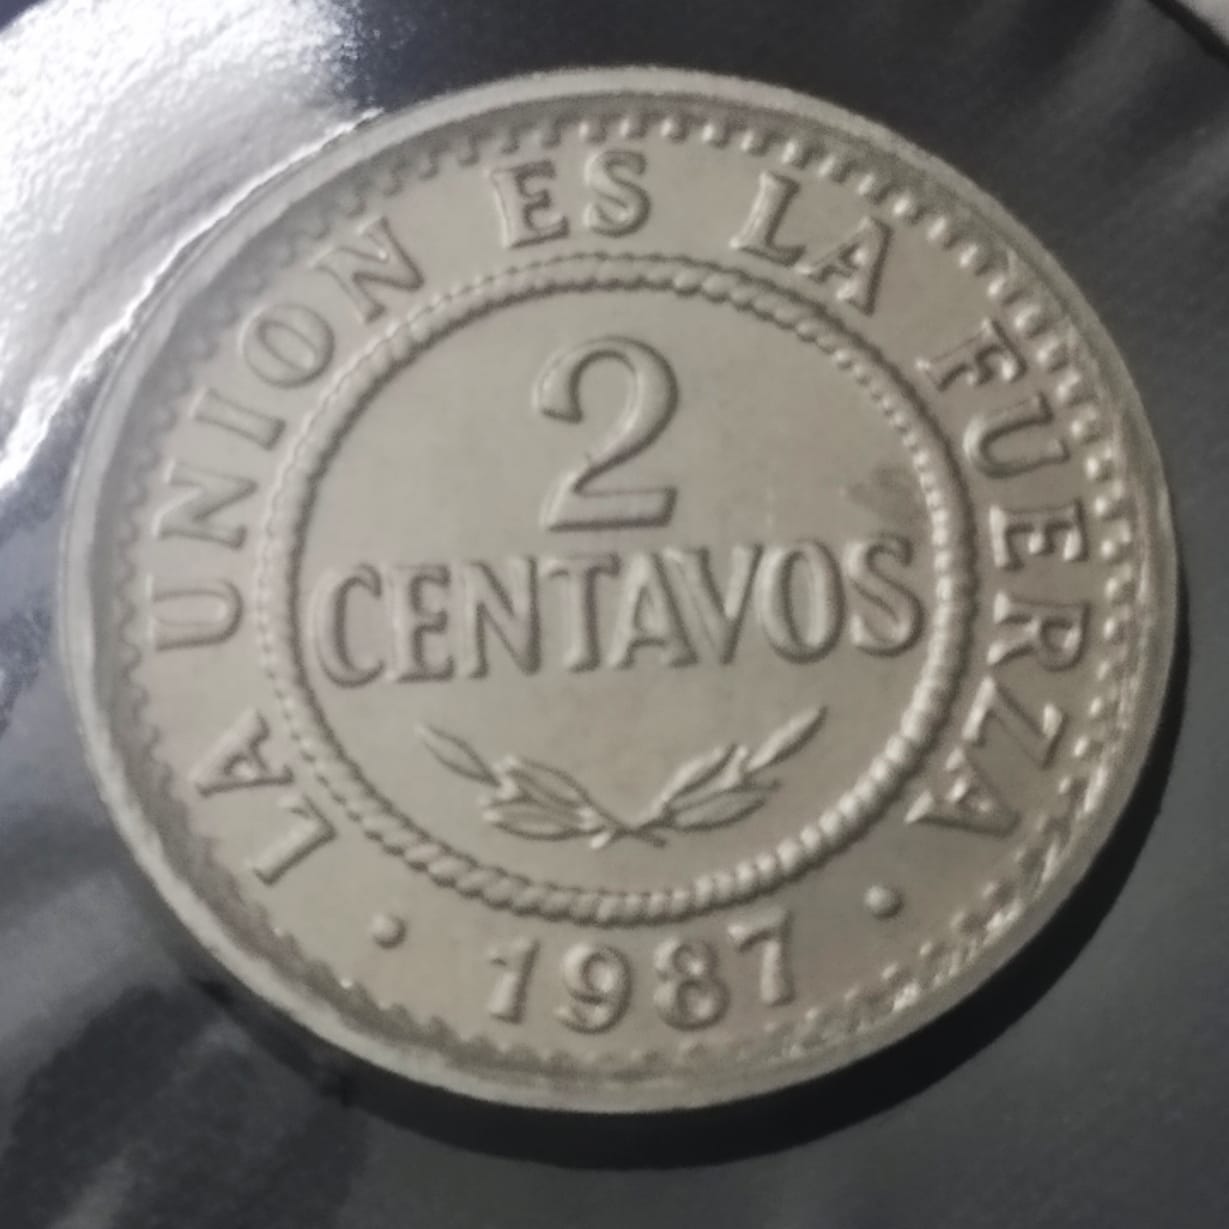 LA UNION ES LA FUERZA
2
CENTAVOS
• 1987 •